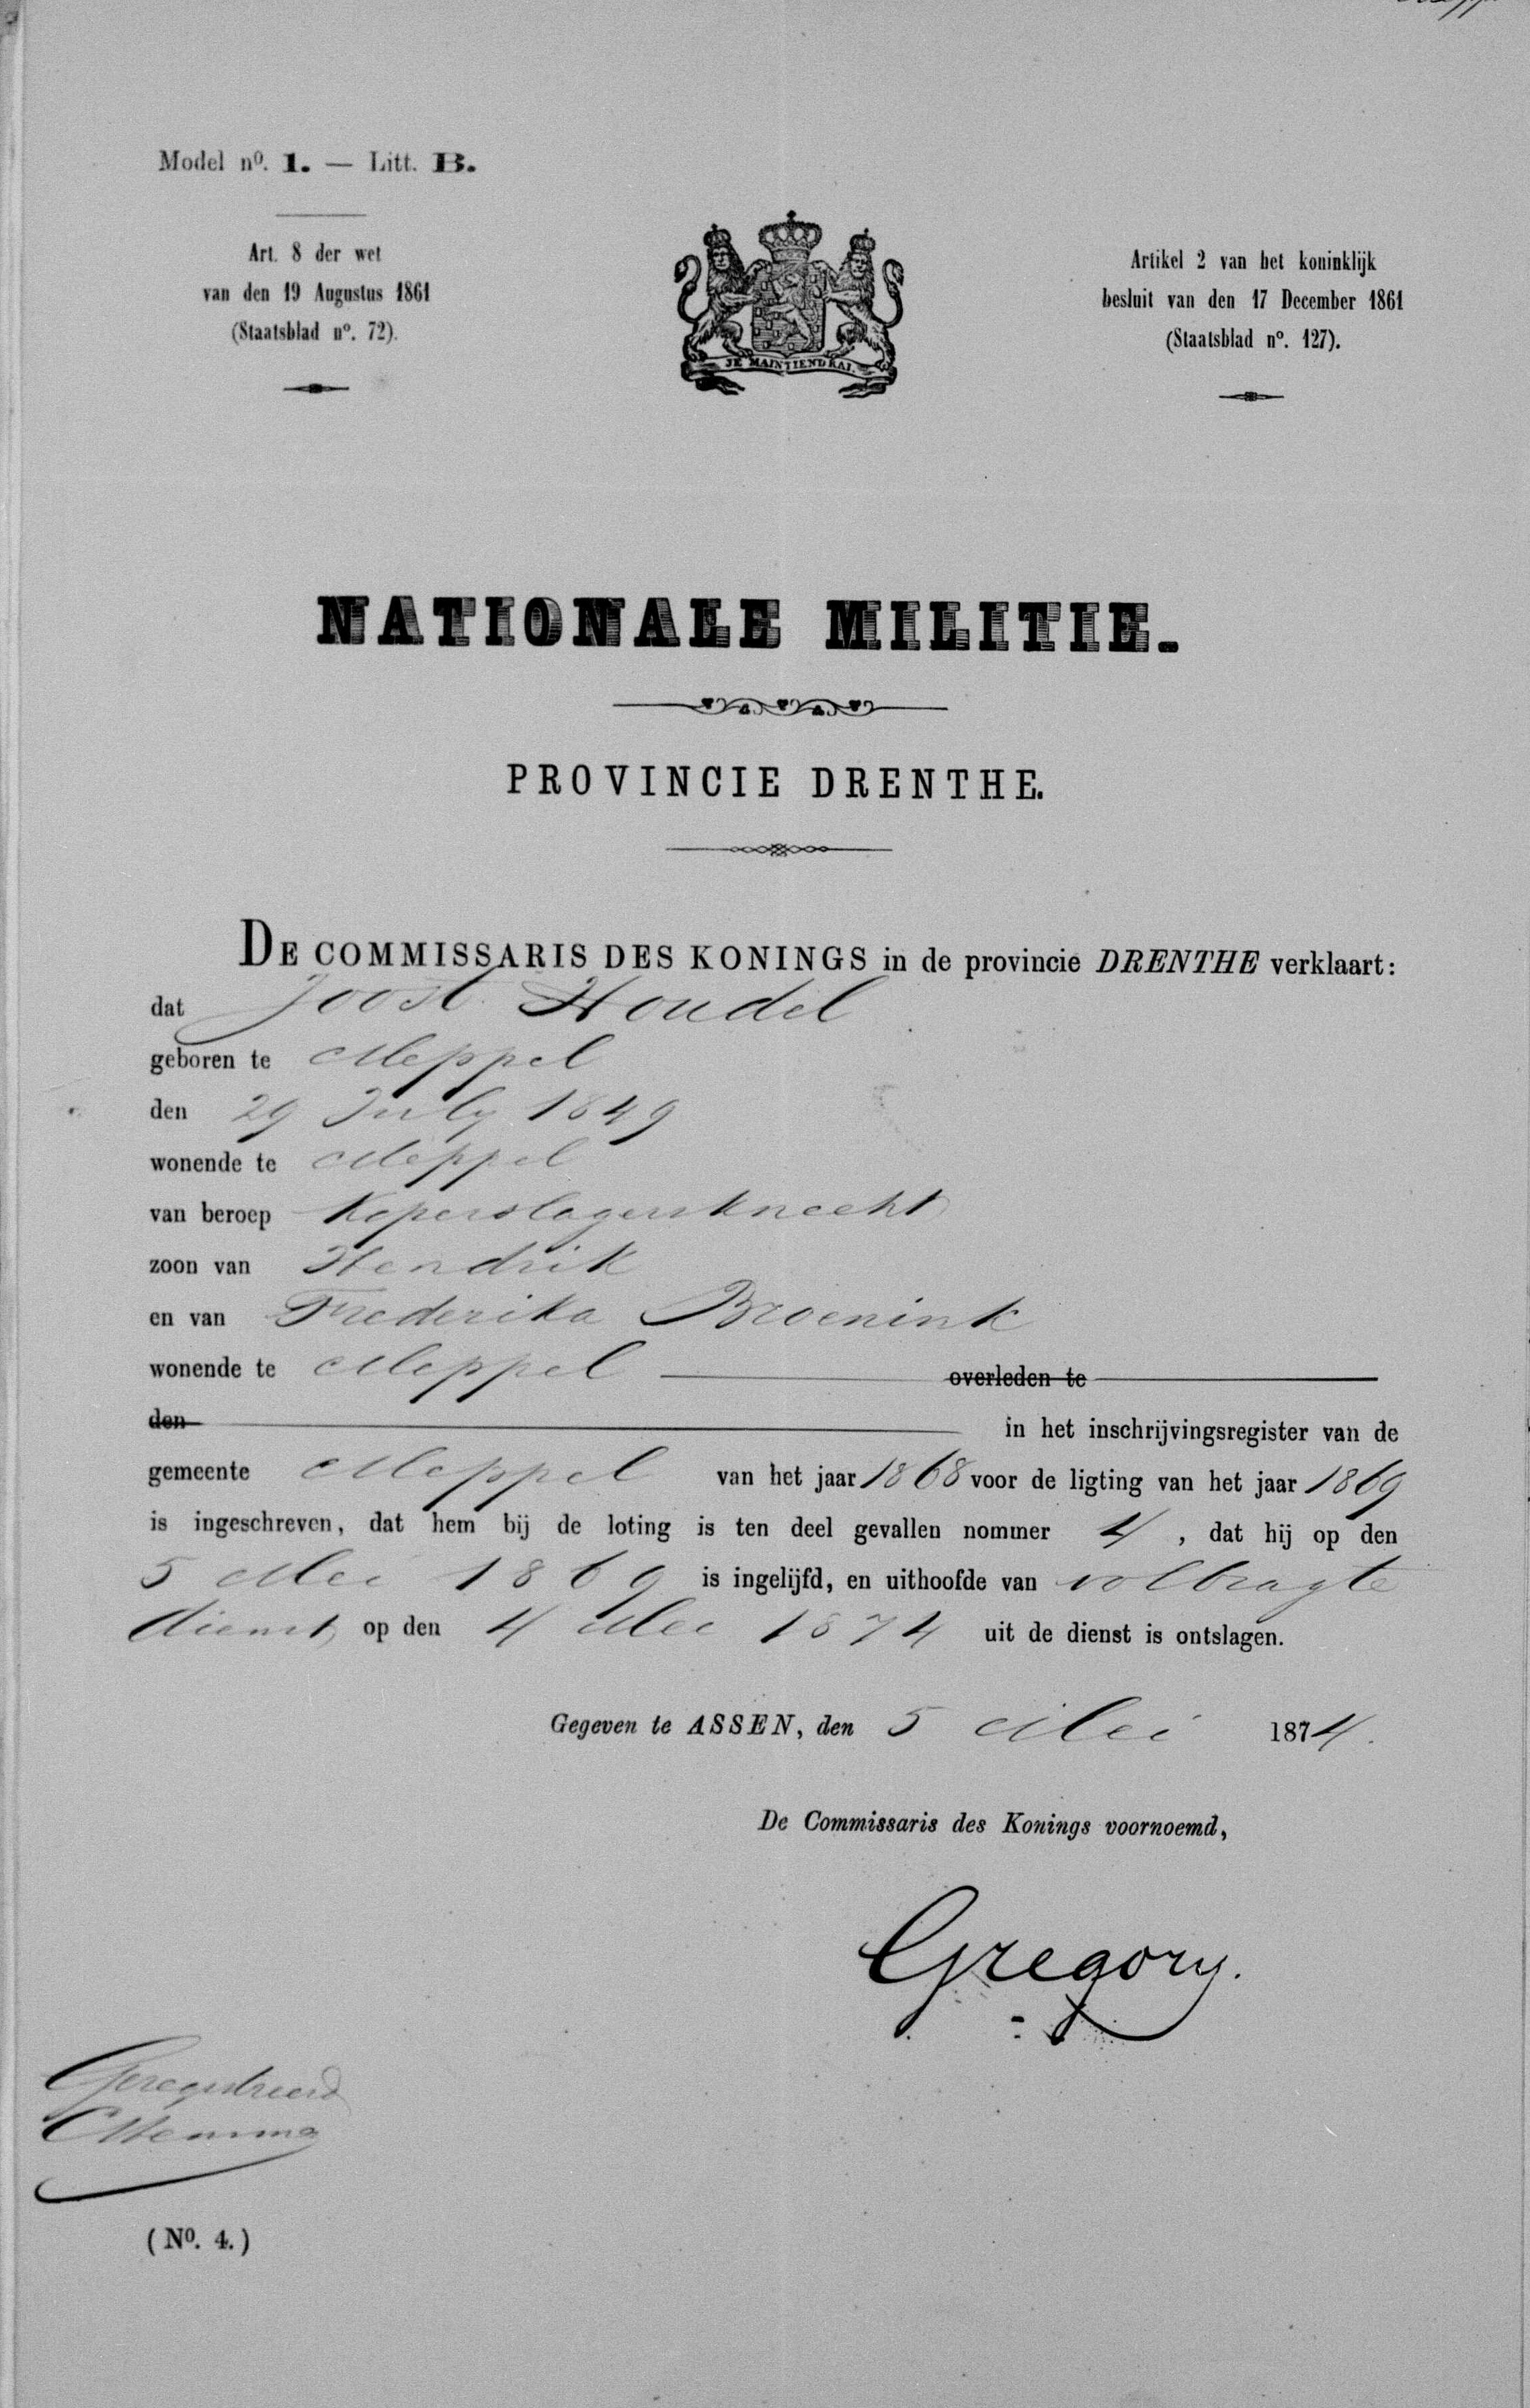 Model nº. 1. — Litt. B.
Art. 8 der wet
van den 19 Augustus 1861
(Staatsblad nº. 72).
JE MAINTIENDRAI.
Artikel 2 van het koninklijk
besluit van den 17 December 1861
(Staatsblad nº. 127).
NATIONALE MILITIE.
PROVINCIE DRENTHE.
DE COMMISSARIS DES KONINGS in de provincie DRENTHE verklaart:
dat Joost Houdel
geboren te Meppel
den 29 July 1849
wonende te Meppel
van beroep Koperslagersknecht
zoon van Hendrik
en van Frederika Broenink
wonende te Meppel overleden te
den in het inschrijvingsregister van de
gemeente Meppel van het jaar 1868 voor de ligting van het jaar 1869
is ingeschreven, dat hem bij de loting is ten deel gevallen nommer 4, dat hij op den
5 Mei 1869 is ingelijfd, en uithoofde van volbragte
dienst, op den 4 Mei 1874 uit de dienst is ontslagen.
Gegeven te ASSEN, den 5 Mei 1874.
De Commissaris des Konings voornoemd,
Gregory.
Geregistreerd
(Nº. 4.)